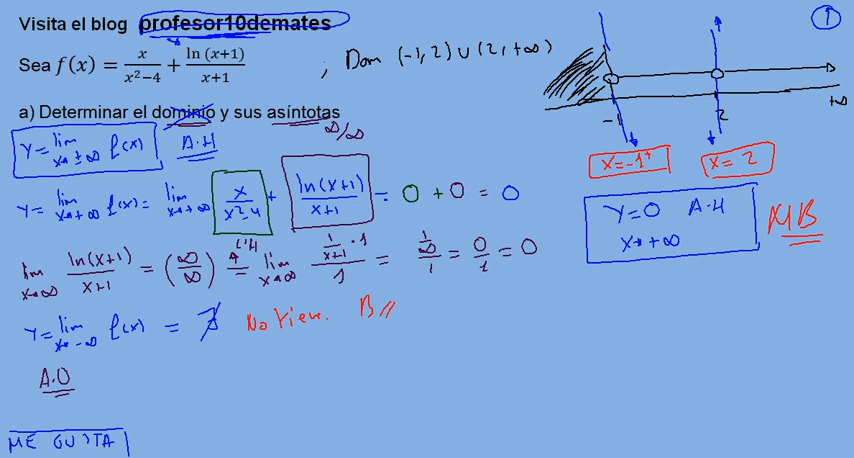 Visita el blog profesor10demates
Sea f(x) = x/(x²−4) + ln (x+1)/(x+1) ; Dom (-1,2) ∪ (2,+∞)
1
-1 2 +∞
a) Determinar el dominio y sus asíntotas
∞/∞
Y= lim x→±∞ f(x) A.H
x=-1⁺ x=2
Y= lim x→+∞ f(x) = lim x→+∞ x/(x²-4) + ln(x+1)/(x+1) = 0 + 0 = 0
Y=0 A.H
x→+∞
MB
lim x→∞ ln(x+1)/(x+1) = (∞/∞) = L'H lim x→∞ (1/(x+1) · 1)/1 = (1/∞)/1 = 0/1 = 0
Y= lim x→-∞ f(x) = ∄ No Tiene. B//
A.O
ME GUSTA